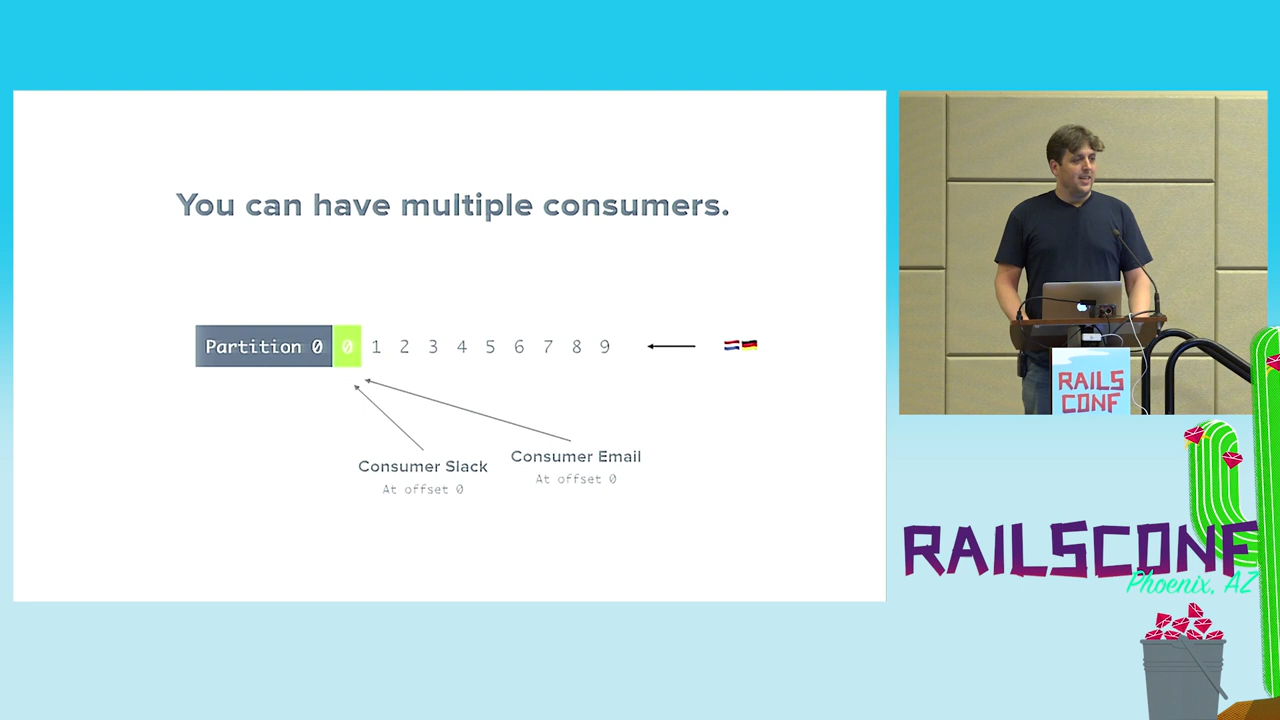 You can have multiple consumers.
Partition 0 0 1 2 3 4 5 6 7 8 9
Consumer Slack
At offset 0
Consumer Email
At offset 0
RAILS
CONF
RAILSCONF
Phoenix, AZ